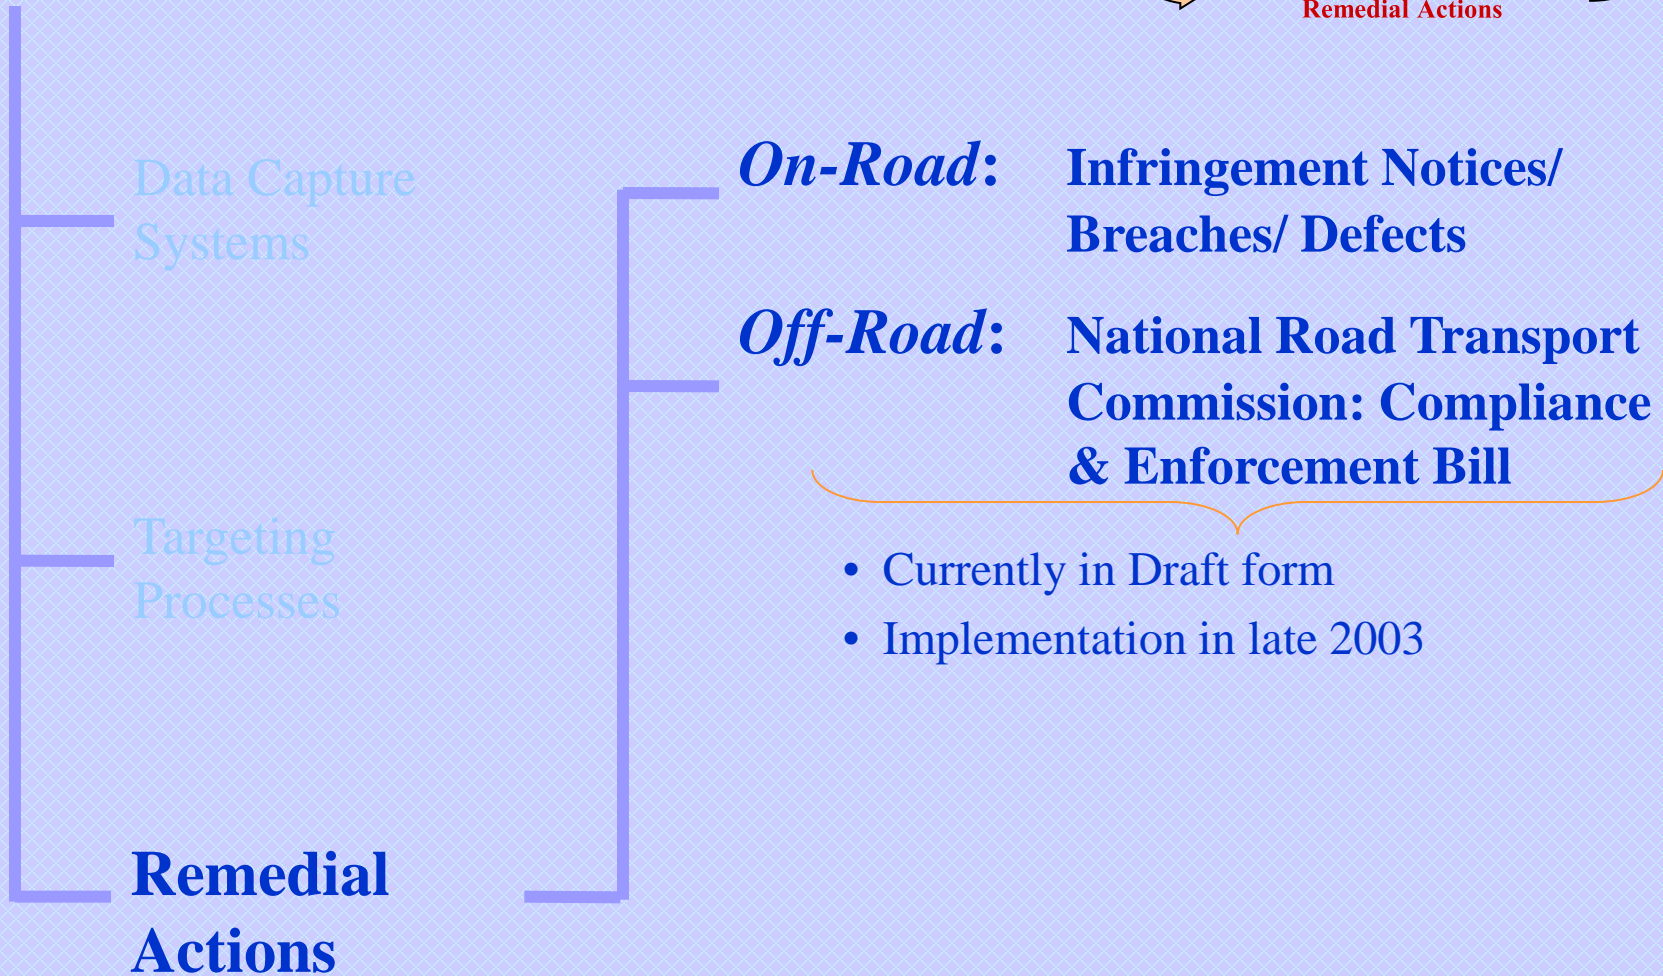 Remedial Actions
Data Capture
Systems
Targeting
Processes
Remedial
Actions
On-Road: Infringement Notices/
Breaches/ Defects
Off-Road: National Road Transport
Commission: Compliance
& Enforcement Bill
• Currently in Draft form
• Implementation in late 2003